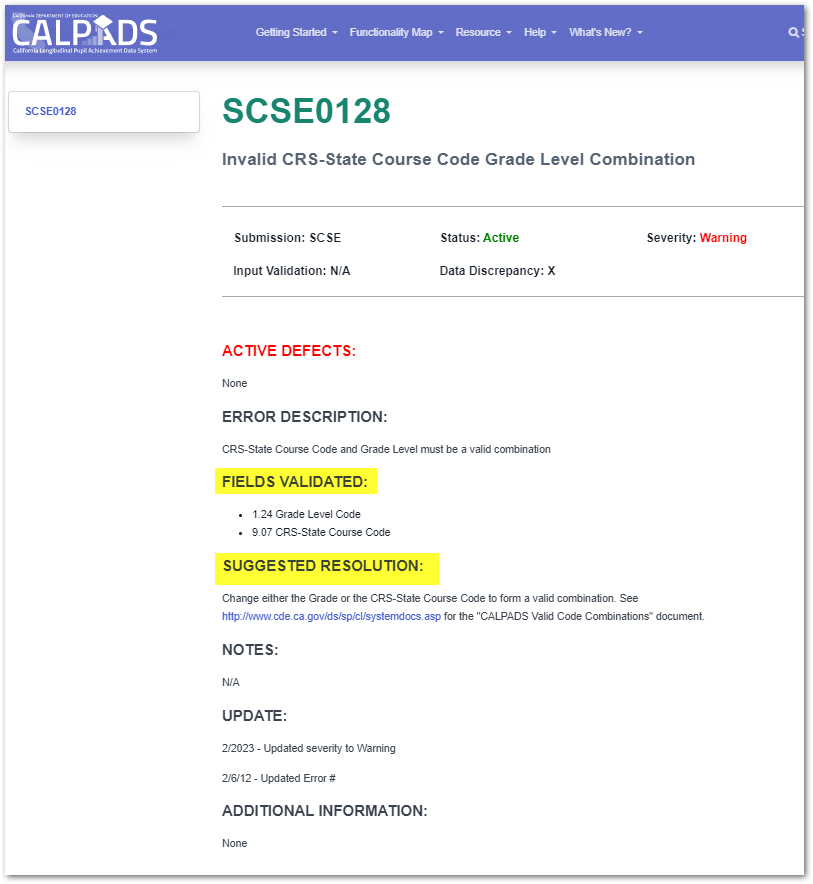 California DEPARTMENT OF EDUCATION
CALPADS
California Longitudinal Pupil Achievement Data System
Getting Started
Functionality Map
Resource
Help
What's New?
S
SCSE0128
SCSE0128
Invalid CRS-State Course Code Grade Level Combination
Submission: SCSE
Status: Active
Severity: Warning
Input Validation: N/A
Data Discrepancy: X
ACTIVE DEFECTS:
None
ERROR DESCRIPTION:
CRS-State Course Code and Grade Level must be a valid combination
FIELDS VALIDATED:
1.24 Grade Level Code
9.07 CRS-State Course Code
SUGGESTED RESOLUTION:
Change either the Grade or the CRS-State Course Code to form a valid combination. See
http://www.cde.ca.gov/ds/sp/cl/systemdocs.asp for the "CALPADS Valid Code Combinations" document.
NOTES:
N/A
UPDATE:
2/2023 - Updated severity to Warning
2/6/12 - Updated Error #
ADDITIONAL INFORMATION:
None